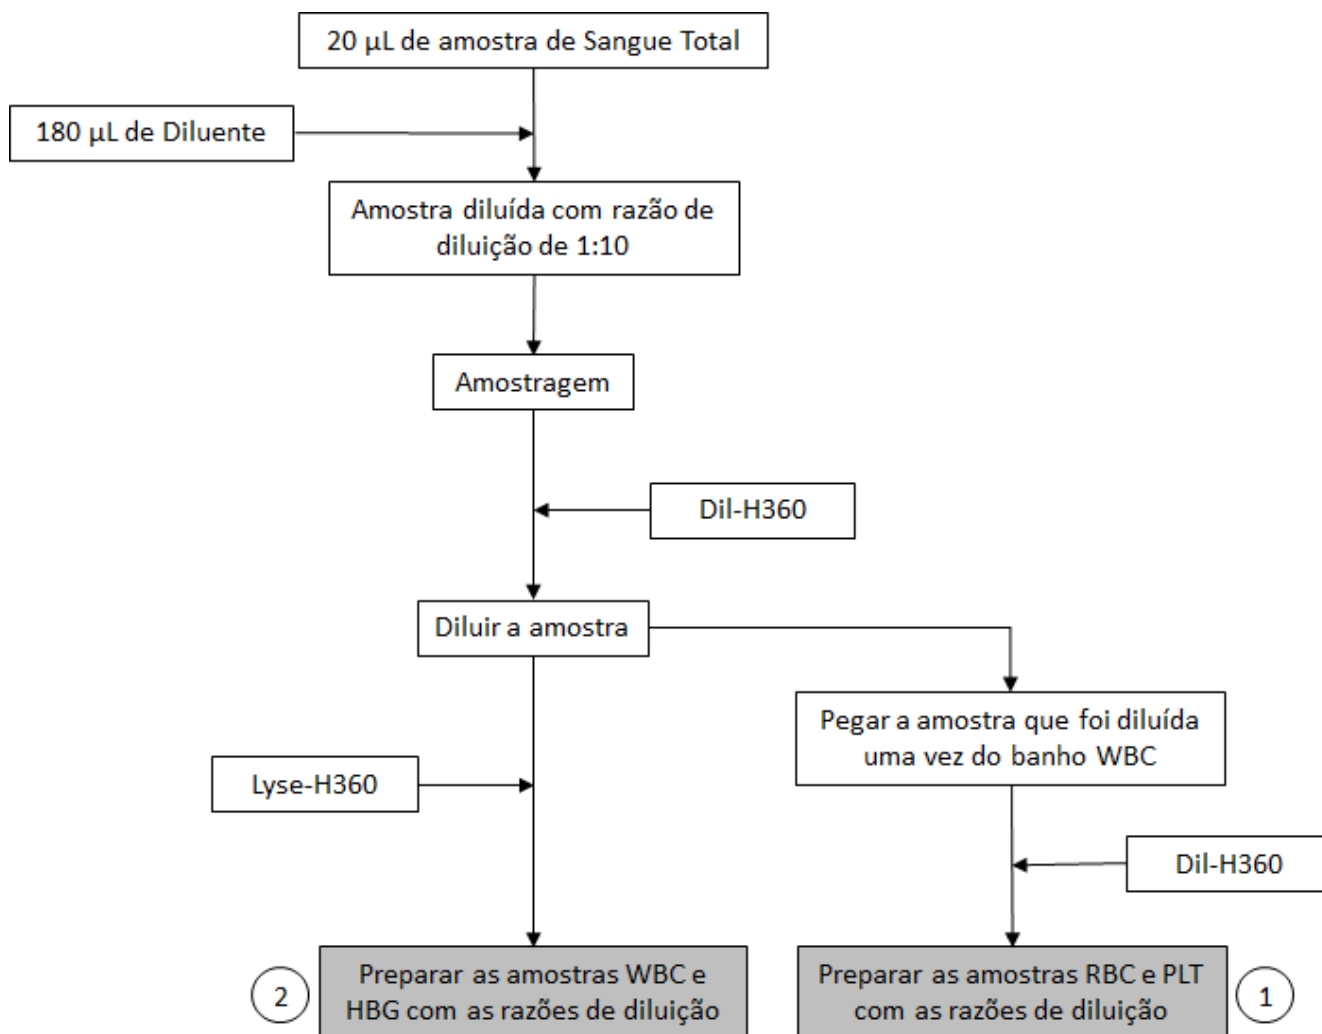 20 µL de amostra de Sangue Total
180 µL de Diluente
Amostra diluída com razão de
diluição de 1:10
Amostragem
Dil-H360
Diluir a amostra
Pegar a amostra que foi diluída
uma vez do banho WBC
Lyse-H360
Dil-H360
2
Preparar as amostras WBC e
HBG com as razões de diluição
Preparar as amostras RBC e PLT
com as razões de diluição
1